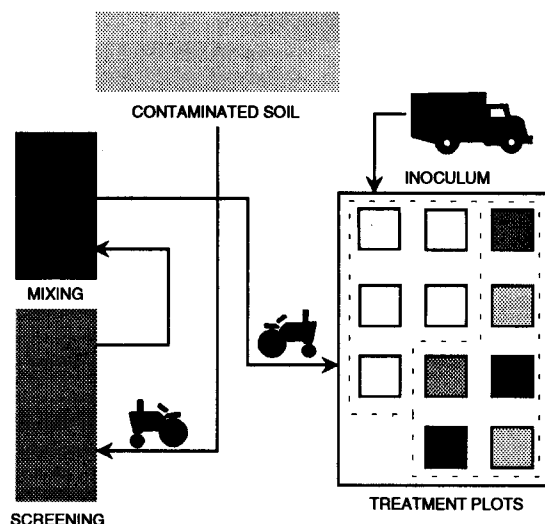 CONTAMINATED SOIL
INOCULUM
MIXING
SCREENING
TREATMENT PLOTS